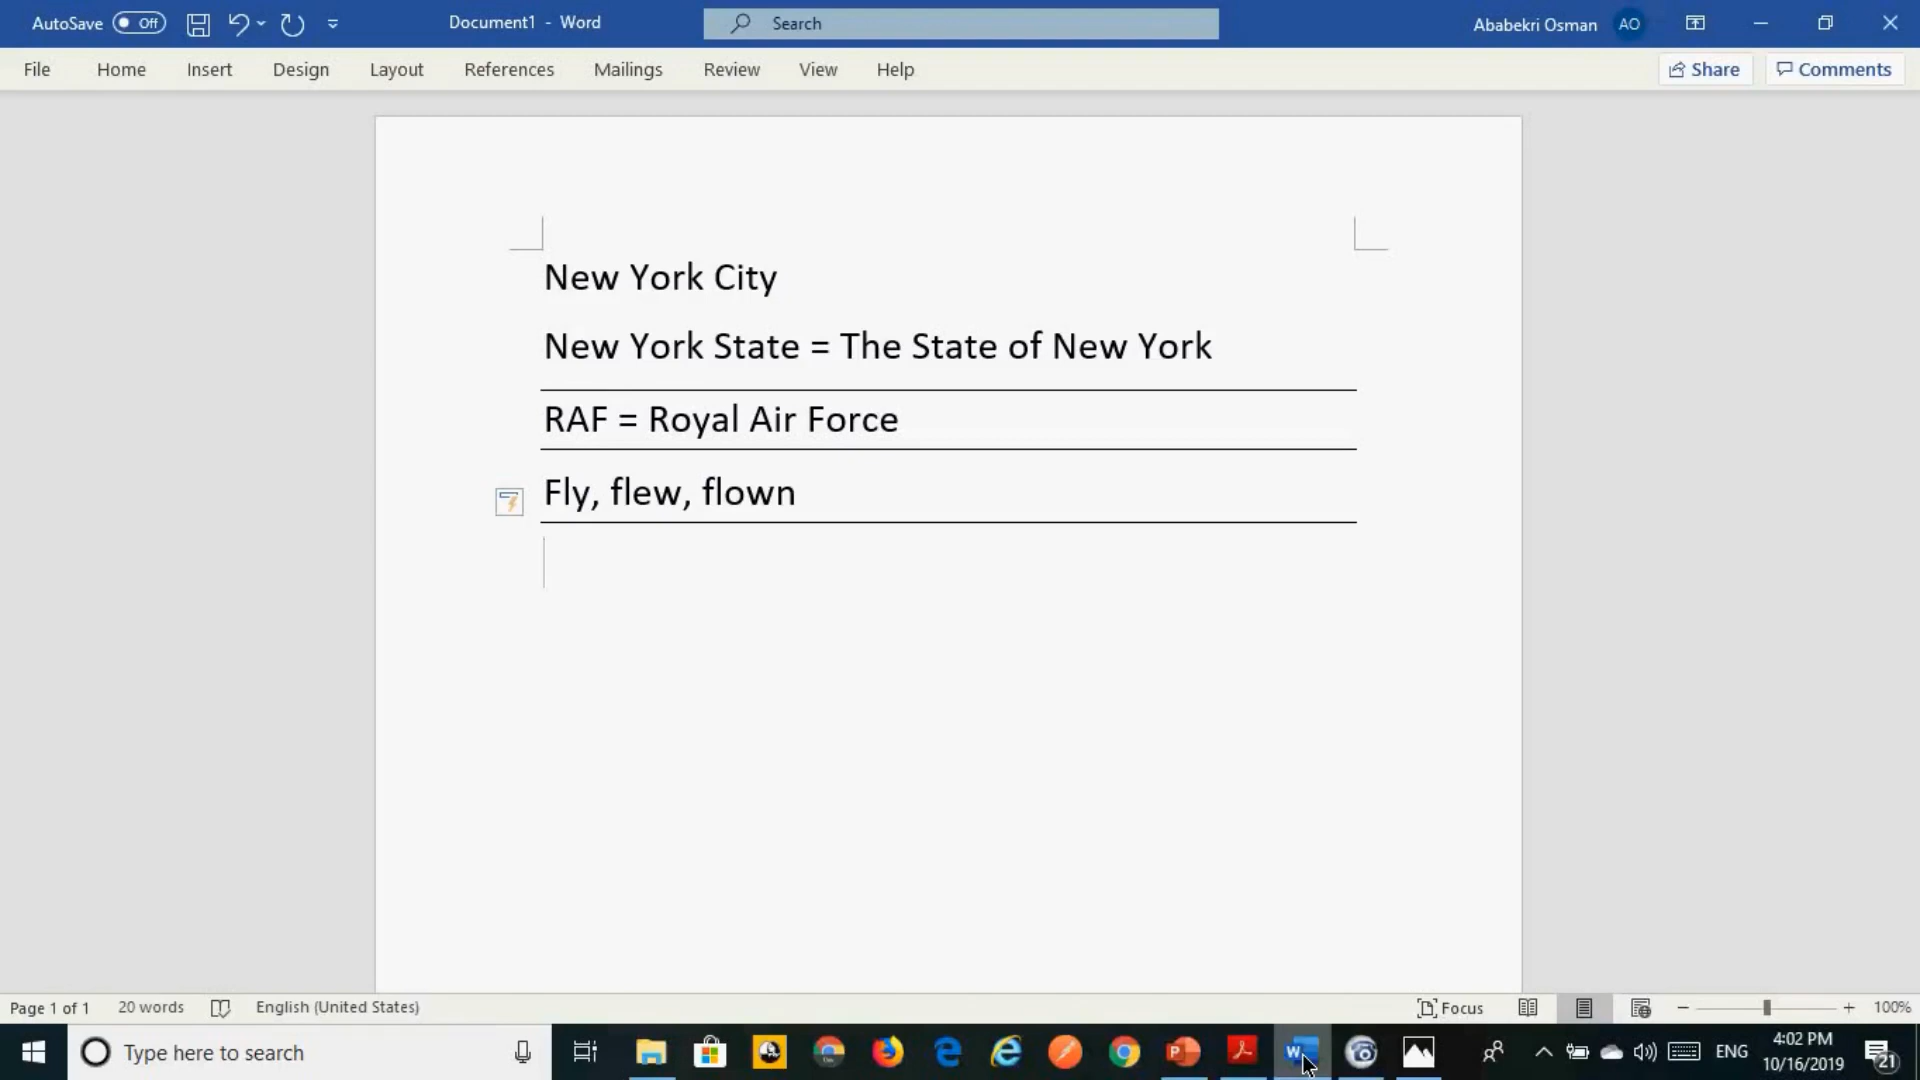 AutoSave Off Document1 - Word Search Ababekri Osman AO
File Home Insert Design Layout References Mailings Review View Help Share Comments
New York City
New York State = The State of New York
RAF = Royal Air Force
Fly, flew, flown
Page 1 of 1 20 words English (United States) Focus 100%
Type here to search ENG 4:02 PM
10/16/2019 21